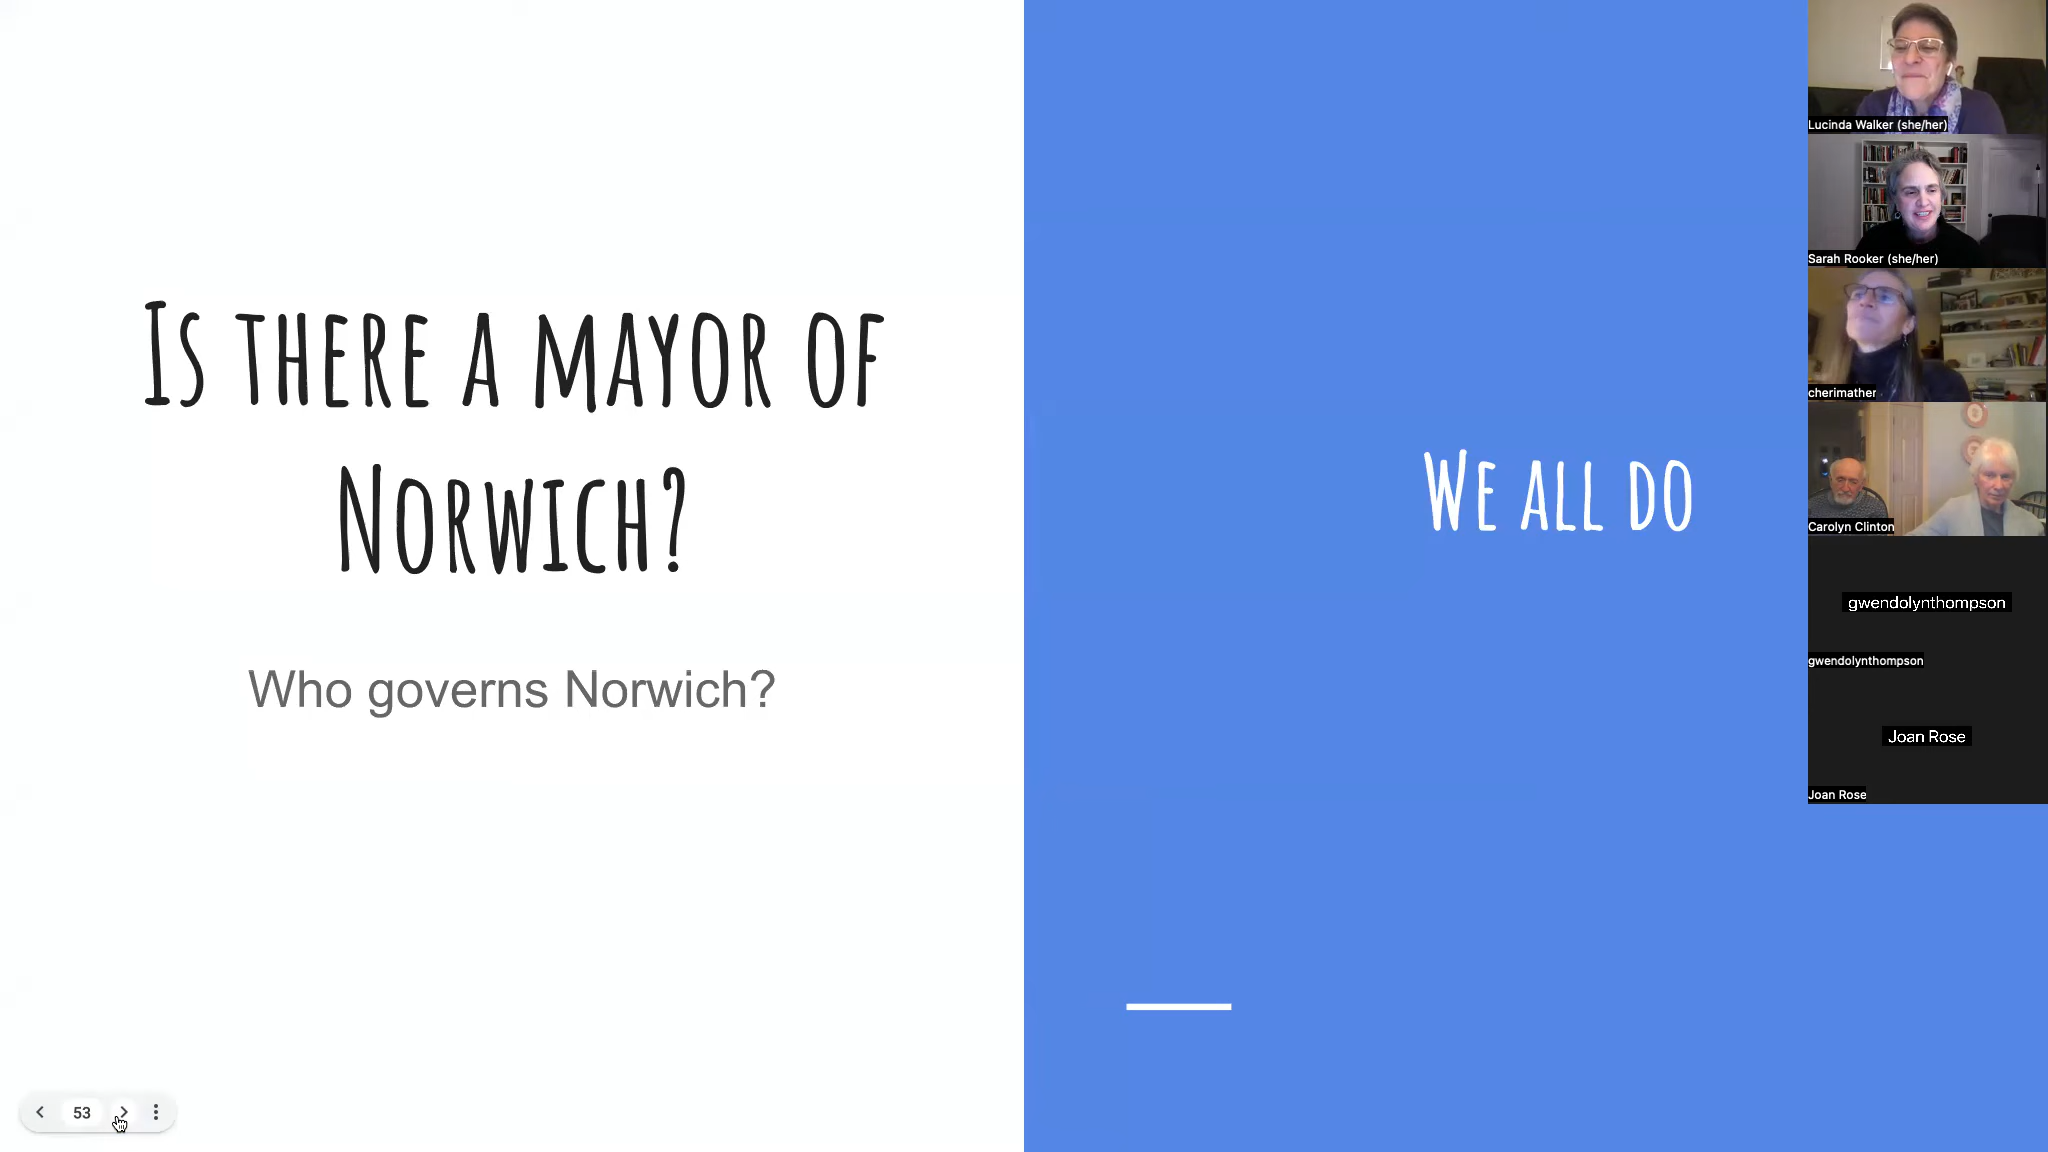 Is there a mayor of
Norwich?
Who governs Norwich?
We all do
53
Lucinda Walker (she/her)
Sarah Rooker (she/her)
cherimather
Carolyn Clinton
gwendolynthompson
gwendolynthompson
Joan Rose
Joan Rose